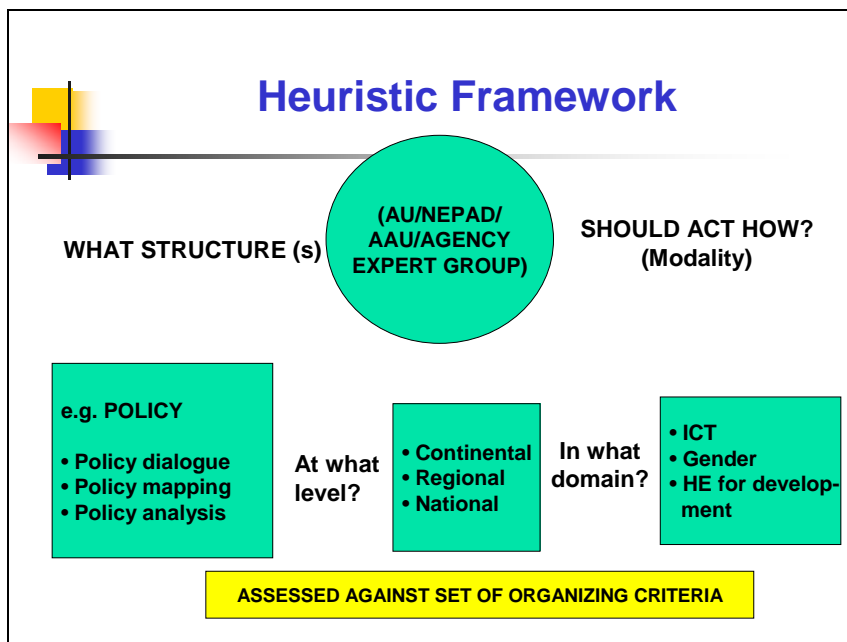 Heuristic Framework
WHAT STRUCTURE (s)
(AU/NEPAD/
AAU/AGENCY
EXPERT GROUP)
SHOULD ACT HOW?
(Modality)
e.g. POLICY
• Policy dialogue
• Policy mapping
• Policy analysis
At what
level?
• Continental
• Regional
• National
In what
domain?
• ICT
• Gender
• HE for develop-
ment
ASSESSED AGAINST SET OF ORGANIZING CRITERIA